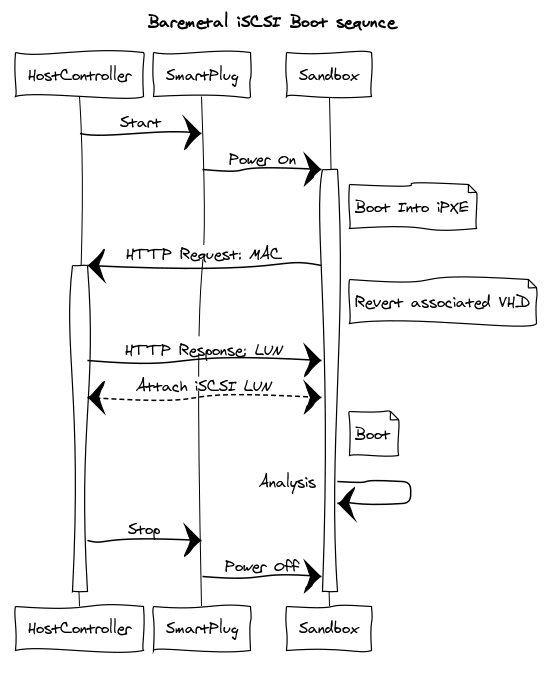 Baremetal iSCSI Boot sequnce
HostController SmartPlug Sandbox
Start
Power On
Boot Into iPXE
HTTP Request: MAC
Revert associated VHD
HTTP Response: LUN
Attach iSCSI LUN
Boot
Analysis
Stop
Power Off
HostController SmartPlug Sandbox